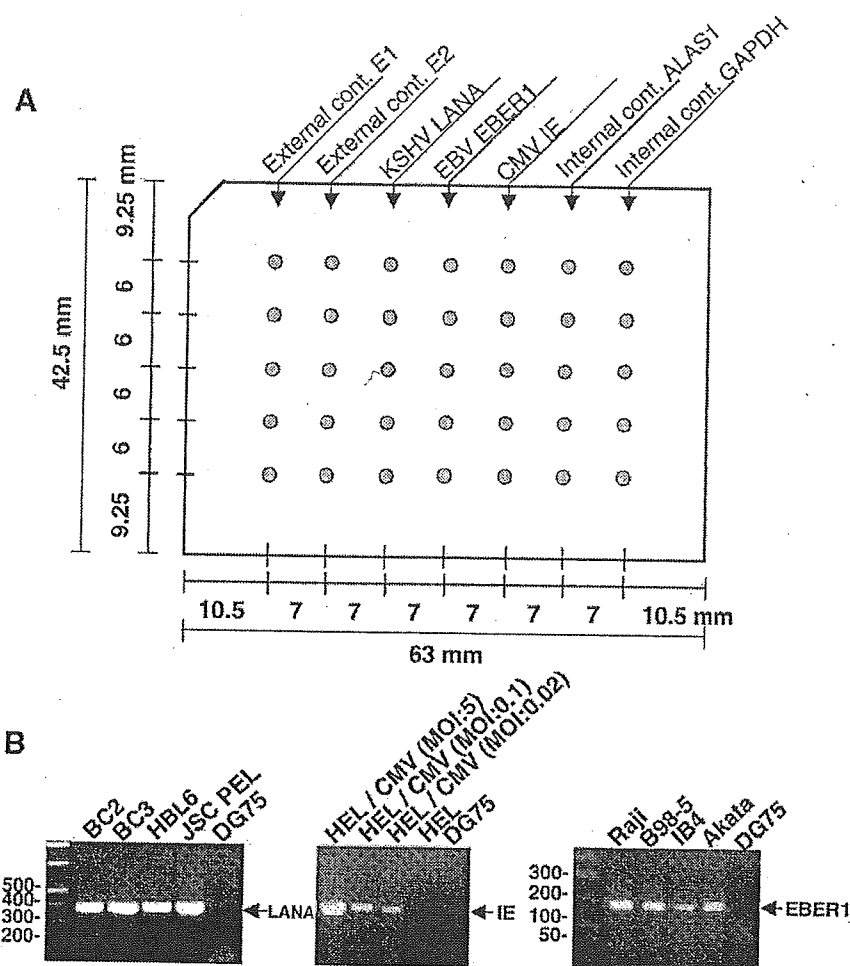 A
External cont. E1
External cont. E2
KSHV LANA
EBV EBER1
CMV IE
Internal cont. ALAS1
Internal cont. GAPDH
9.25 mm
6
6
6
6
9.25
42.5 mm
10.5 7 7 7 7 7 7 10.5 mm
63 mm
B
BC2
BC3
HBL6
JSC PEL
DG75
500-
400-
300-
200-
LANA
HEL / CMV (MOI:5)
HEL / CMV (MOI:0.1)
HEL / CMV (MOI:0.02)
HEL
DG75
IE
Raji
B98-5
IB4
Akata
DG75
300-
200-
100-
50-
EBER1